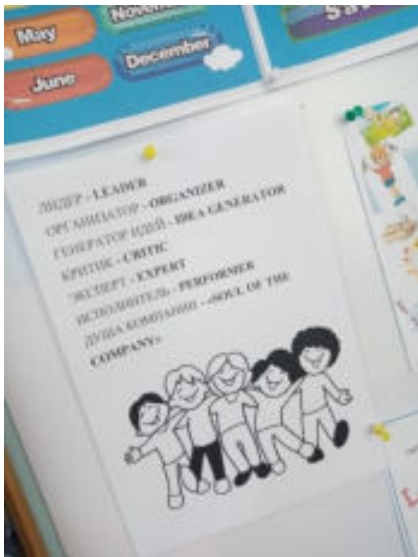 May
November
June
December
ЛИДЕР - LEADER
ОРГАНИЗАТОР - ORGANIZER
ГЕНЕРАТОР ИДЕЙ - IDEA GENERATOR
КРИТИК - CRITIC
ЭКСПЕРТ - EXPERT
ИСПОЛНИТЕЛЬ - PERFORMER
ДУША КОМПАНИИ - «SOUL OF THE
COMPANY»